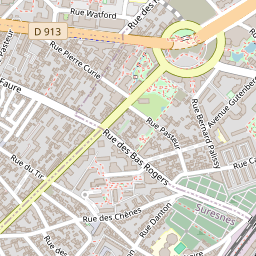 Rue Watford
Rue des
D 913
Rue Pasteur
Rue Pierre Curie
Faure
Rue Pasteur
Rue Bernard Palissy
Avenue Gutenberg
Rue des Bas Rogers
Rue du Tir
Rue Ca
Rue des Chênes
Rue Danton
Suresnes